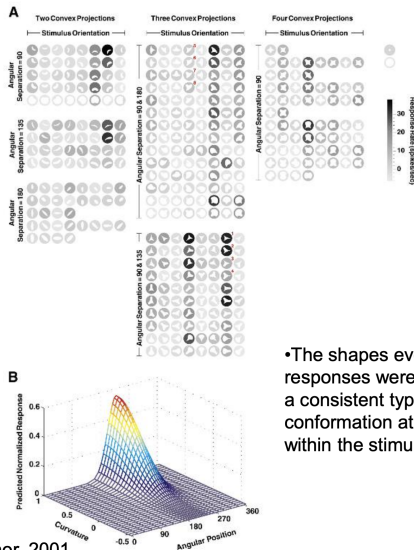 A
Two Convex Projections
Three Convex Projections
Four Convex Projections
Stimulus Orientation
Stimulus Orientation
Stimulus Orientation
Angular
Separation = 90
Angular
Separation = 135
Angular
Separation = 180
Angular Separation = 90 & 180
Angular Separation = 90 & 135
Angular Separation = 90
30
20
10
0
•The shapes ev
responses were
a consistent typ
conformation at
within the stimu
B
Predicted Normalized Response
0.6
0.4
0.2
0
1
0.5
0
-0.5
Curvature
0
90
180
270
360
Angular Position
nor, 2001